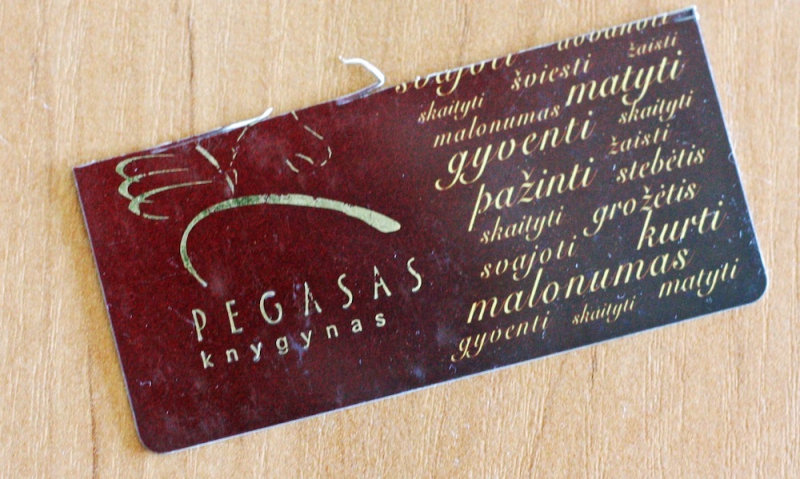 PEGASAS
knygynas
svajoti dovanoti
žaisti
skaityti šviesti matyti
malonumas skaityti
gyventi žaisti
pažinti stebėtis
skaityti grožėtis
svajoti kurti
malonumas
gyventi skaityti matyti